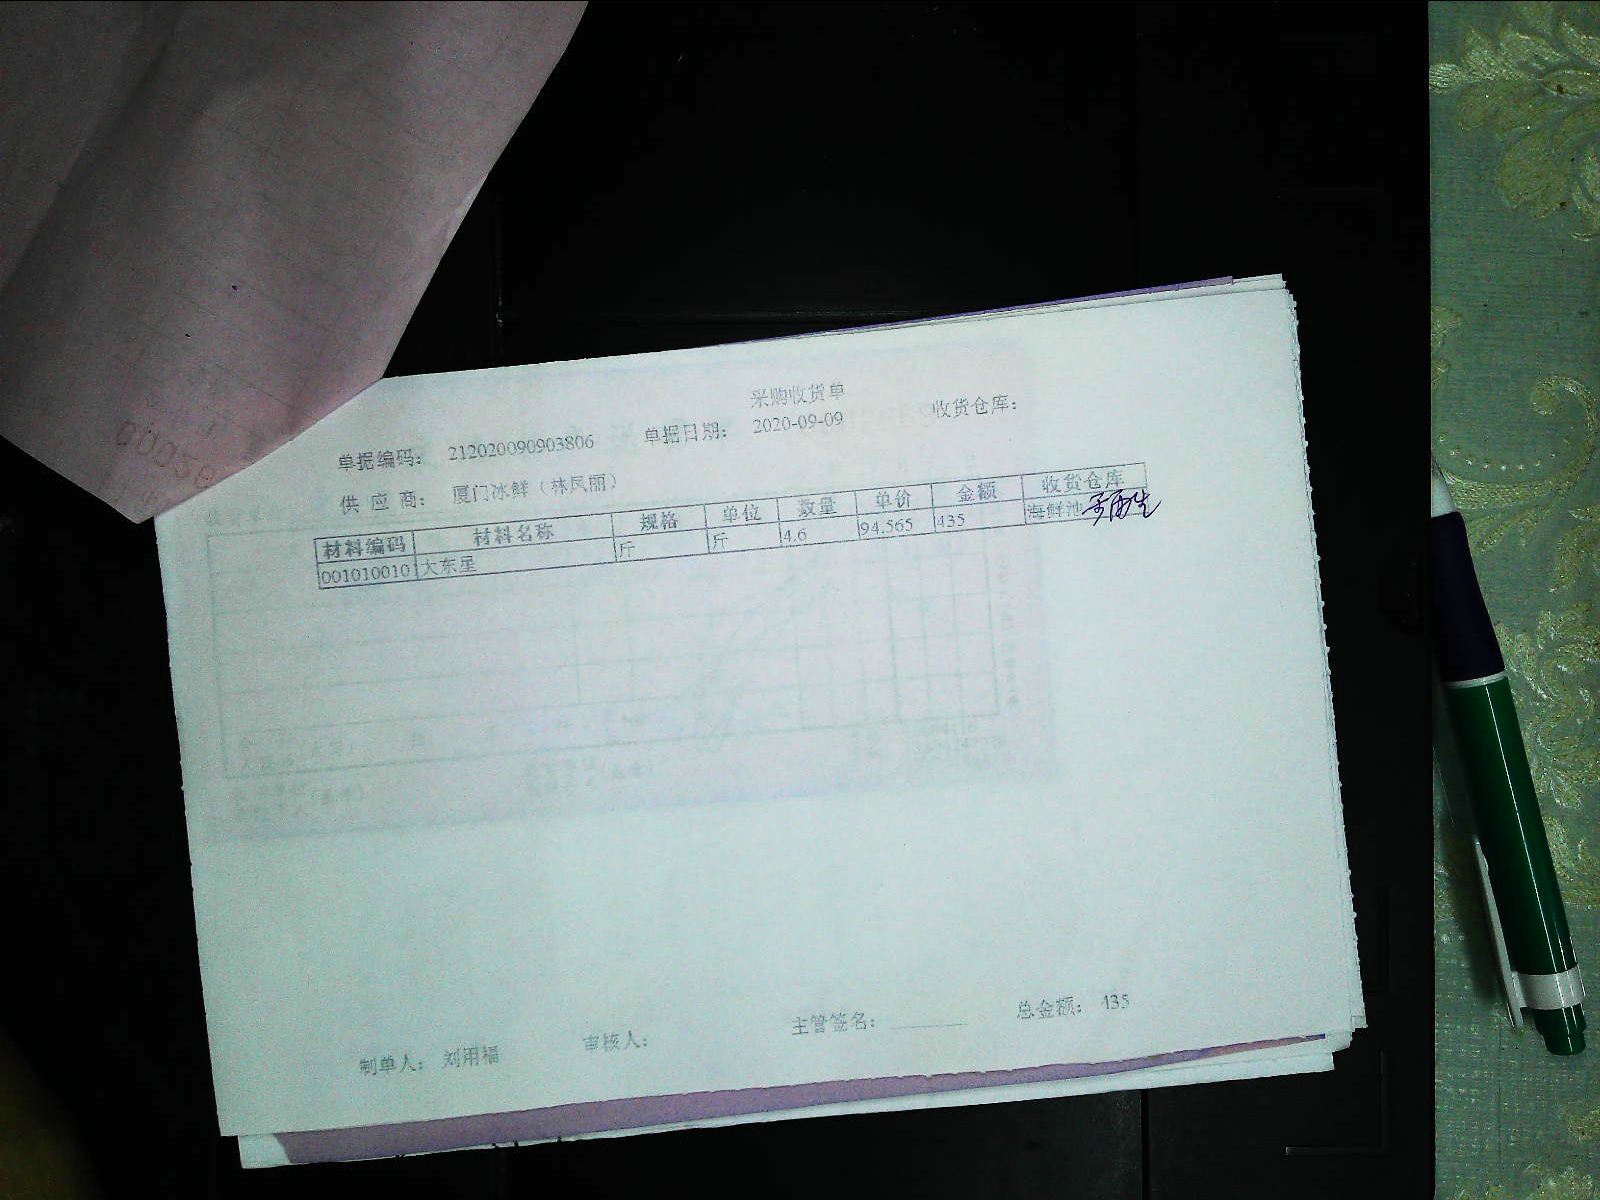 采购收货单
单据编码: 212020090903806 单据日期: 2020-09-09 收货仓库:
供 应 商: 厦门冰鲜（林凤丽）
材料编码 材料名称 规格 单位 数量 单价 金额 收货仓库
001010010 大东星 斤 斤 4.6 94.565 435 海鲜池
制单人: 刘用福 审核人: 主管签名: 总金额: 435